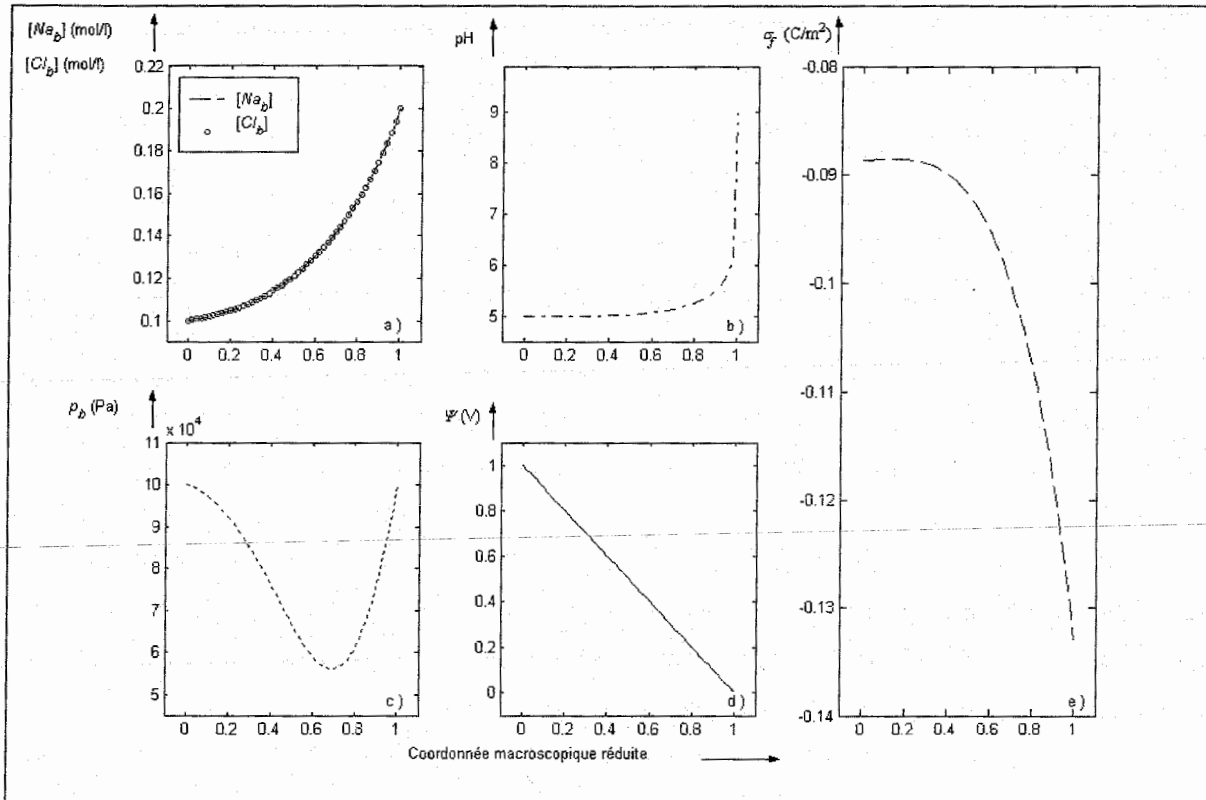 [Na_b] (mol/l)
[Cl_b] (mol/l)
0.22
0.2
0.18
0.16
0.14
0.12
0.1
[Na_b]
[Cl_b]
a )
0 0.2 0.4 0.6 0.8 1
pH
9
8
7
6
5
b )
0 0.2 0.4 0.6 0.8 1
σ_f (C/m²)
-0.08
-0.09
-0.1
-0.11
-0.12
-0.13
-0.14
e )
0 0.2 0.4 0.6 0.8 1
p_b (Pa)
x 10⁴
11
10
9
8
7
6
5
c )
0 0.2 0.4 0.6 0.8 1
Ψ (V)
1
0.8
0.6
0.4
0.2
0
d )
0 0.2 0.4 0.6 0.8 1
Coordonnée macroscopique réduite